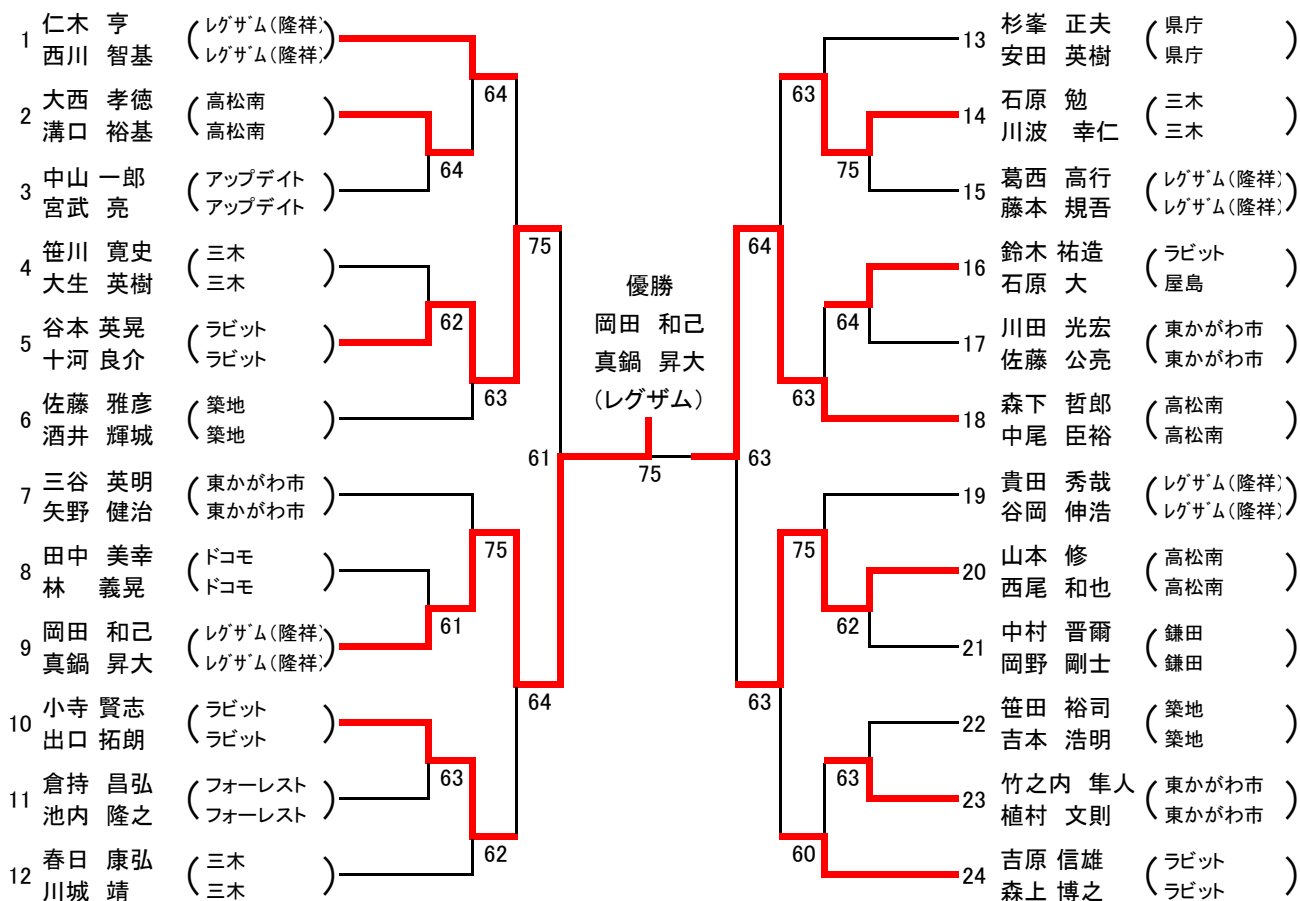 1 仁木 亨 (レグザム(隆祥))
西川 智基 (レグザム(隆祥))
64
2 大西 孝徳 (高松南)
溝口 裕基 (高松南)
64
3 中山 一郎 (アップデイト)
宮武 亮 (アップデイト)
75
4 笹川 寛史 (三木)
大生 英樹 (三木)
62
5 谷本 英晃 (ラビット)
十河 良介 (ラビット)
63
6 佐藤 雅彦 (築地)
酒井 輝城 (築地)
61
7 三谷 英明 (東かがわ市)
矢野 健治 (東かがわ市)
75
8 田中 美幸 (ドコモ)
林 義晃 (ドコモ)
61
9 岡田 和己 (レグザム(隆祥))
真鍋 昇大 (レグザム(隆祥))
64
10 小寺 賢志 (ラビット)
出口 拓朗 (ラビット)
63
11 倉持 昌弘 (フォーレスト)
池内 隆之 (フォーレスト)
62
12 春日 康弘 (三木)
川城 靖 (三木)
優勝
岡田 和己
真鍋 昇大
(レグザム)
75
13 杉峯 正夫 (県庁)
安田 英樹 (県庁)
63
14 石原 勉 (三木)
川波 幸仁 (三木)
75
15 葛西 高行 (レグザム(隆祥))
藤本 規吾 (レグザム(隆祥))
64
16 鈴木 祐造 (ラビット)
石原 大 (屋島)
64
17 川田 光宏 (東かがわ市)
佐藤 公亮 (東かがわ市)
63
18 森下 哲郎 (高松南)
中尾 臣裕 (高松南)
63
19 貴田 秀哉 (レグザム(隆祥))
谷岡 伸浩 (レグザム(隆祥))
75
20 山本 修 (高松南)
西尾 和也 (高松南)
62
21 中村 晋爾 (鎌田)
岡野 剛士 (鎌田)
63
22 笹田 裕司 (築地)
吉本 浩明 (築地)
63
23 竹之内 隼人 (東かがわ市)
植村 文則 (東かがわ市)
60
24 吉原 信雄 (ラビット)
森上 博之 (ラビット)